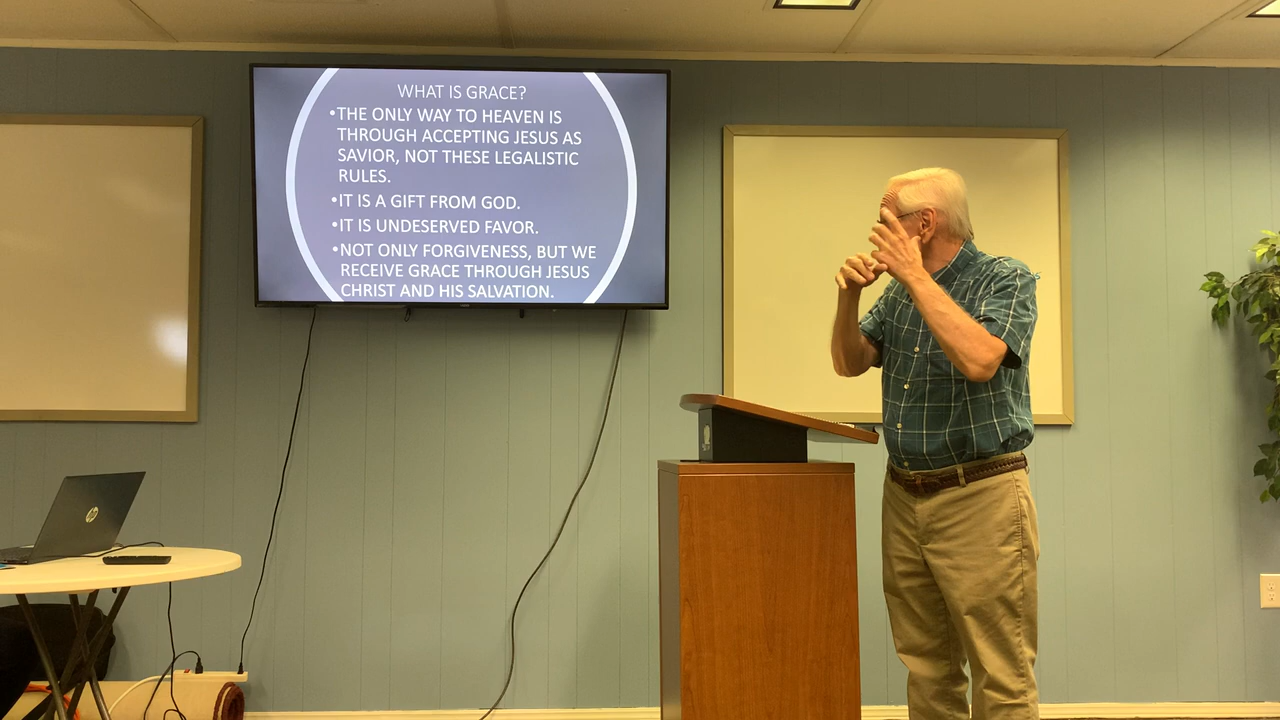 WHAT IS GRACE?
•THE ONLY WAY TO HEAVEN IS
THROUGH ACCEPTING JESUS AS
SAVIOR, NOT THESE LEGALISTIC
RULES.
•IT IS A GIFT FROM GOD.
•IT IS UNDESERVED FAVOR.
•NOT ONLY FORGIVENESS, BUT WE
RECEIVE GRACE THROUGH JESUS
CHRIST AND HIS SALVATION.
hp